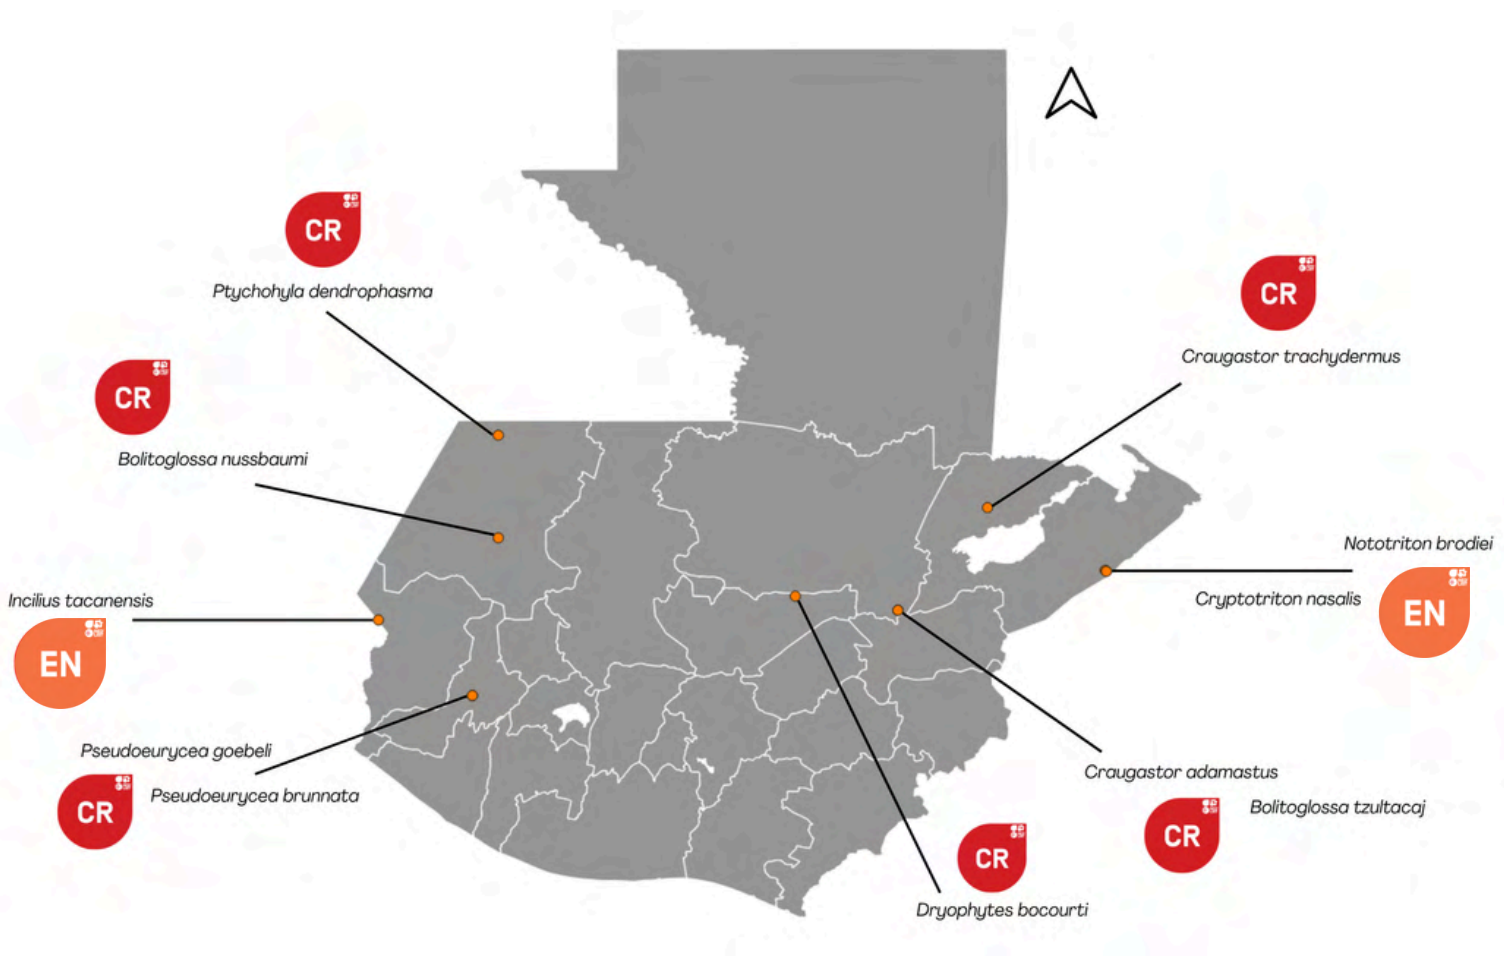 CR
Ptychohyla dendrophasma
CR
Craugastor trachydermus
CR
Bolitoglossa nussbaumi
Nototriton brodiei
Cryptotriton nasalis
EN
Incilius tacanensis
EN
Pseudoeurycea goebeli
CR
Pseudoeurycea brunnata
Craugastor adamastus
CR
Bolitoglossa tzultacaj
CR
Dryophytes bocourti